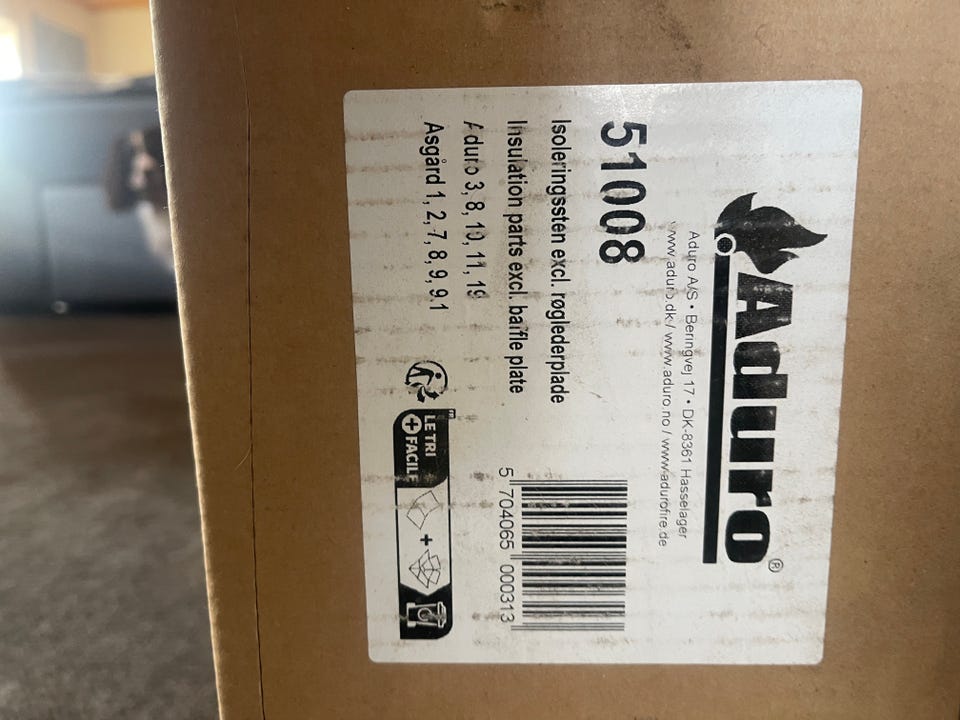 Aduro®
Aduro A/S • Beringvej 17 • DK-8361 Hasselager
www.aduro.dk / www.aduro.no / www.adurofire.de
51008
Isoleringssten excl. røglederplade
Insulation parts excl. baffle plate
Aduro 3, 8, 10, 11, 19
Asgård 1, 2, 7, 8, 9, 9.1
5 704065 000313
FR
LE TRI
+ FACILE
+